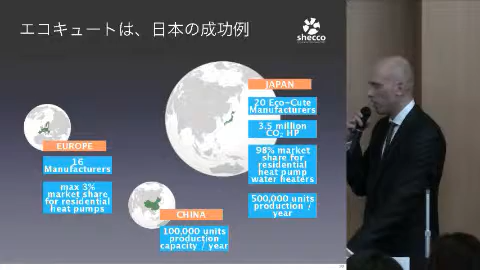 エコキュートは、日本の成功例
shecco
JAPAN
20 Eco-Cute
Manufacturers
3.5 million
CO2 HP
98% market
share for
residential
heat pump
water heaters
500,000 units
production /
year
EUROPE
16
Manufacturers
max 3%
market share
for residential
heat pumps
CHINA
100,000 units
production
capacity / year